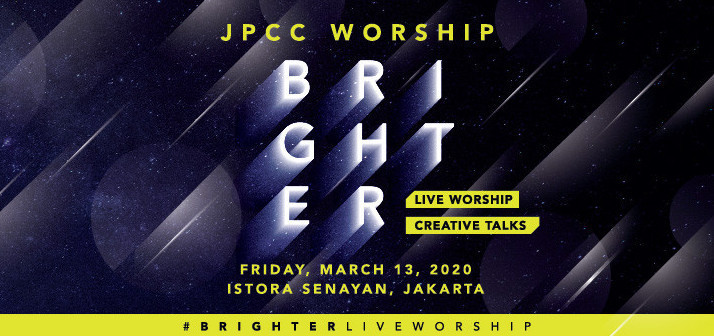 JPCC WORSHIP
BRI
GHT
ER
LIVE WORSHIP
CREATIVE TALKS
FRIDAY, MARCH 13, 2020
ISTORA SENAYAN, JAKARTA
#BRIGHTERLIVEWORSHIP